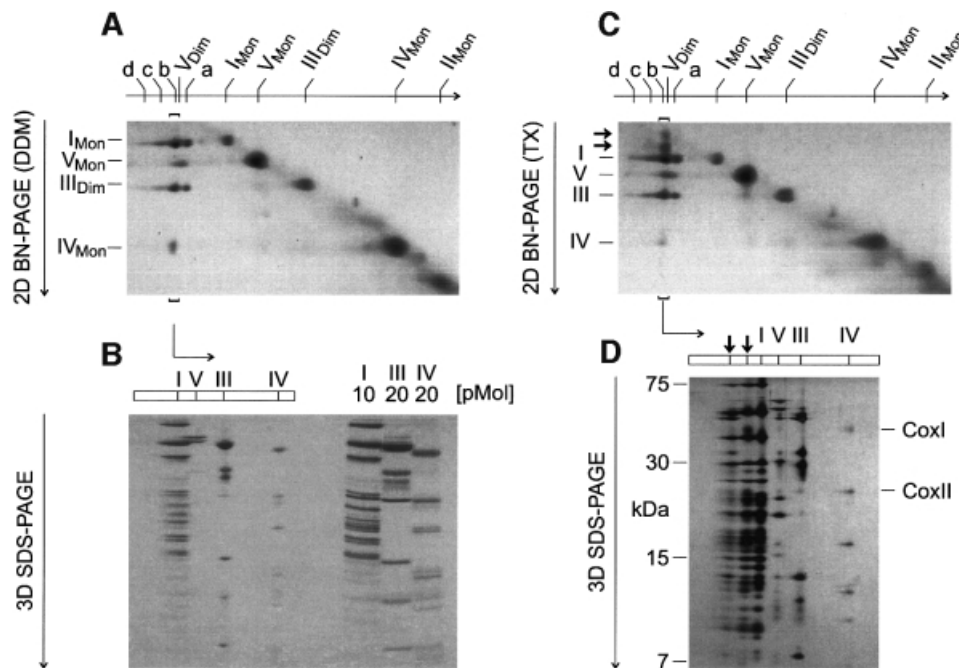 A
d c b V_Dim a I_Mon V_Mon III_Dim IV_Mon II_Mon
2D BN-PAGE (DDM)
I_Mon
V_Mon
III_Dim
IV_Mon
B
I V III IV I III IV
10 20 20 [pMol]
3D SDS-PAGE
C
d c b V_Dim a I_Mon V_Mon III_Dim IV_Mon II_Mon
2D BN-PAGE (TX)
I
V
III
IV
D
I V III IV
75
30
kDa
15
7
CoxI
CoxII
3D SDS-PAGE